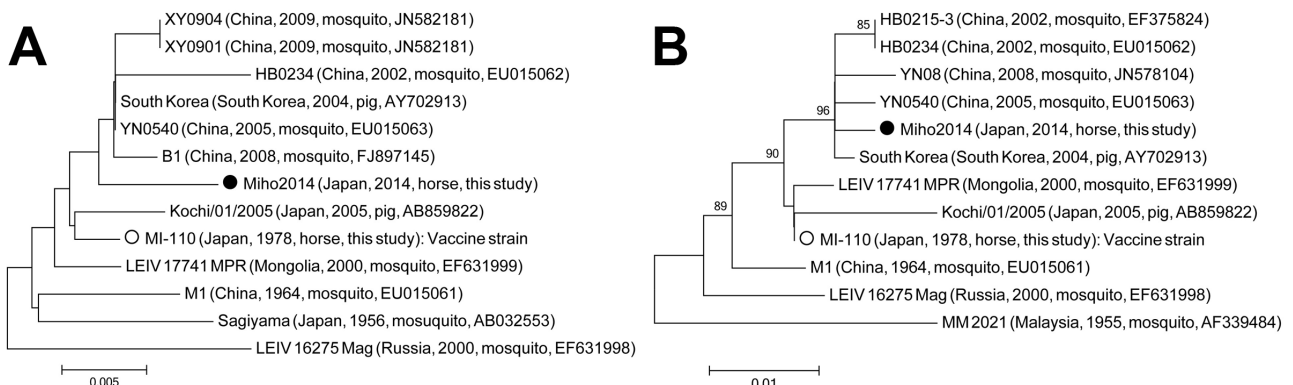 A
XY0904 (China, 2009, mosquito, JN582181)
XY0901 (China, 2009, mosquito, JN582181)
HB0234 (China, 2002, mosquito, EU015062)
South Korea (South Korea, 2004, pig, AY702913)
YN0540 (China, 2005, mosquito, EU015063)
B1 (China, 2008, mosquito, FJ897145)
Miho2014 (Japan, 2014, horse, this study)
Kochi/01/2005 (Japan, 2005, pig, AB859822)
MI-110 (Japan, 1978, horse, this study): Vaccine strain
LEIV 17741 MPR (Mongolia, 2000, mosquito, EF631999)
M1 (China, 1964, mosquito, EU015061)
Sagiyama (Japan, 1956, mosuquito, AB032553)
LEIV 16275 Mag (Russia, 2000, mosquito, EF631998)
0.005
B
85
HB0215-3 (China, 2002, mosquito, EF375824)
HB0234 (China, 2002, mosquito, EU015062)
YN08 (China, 2008, mosquito, JN578104)
96
YN0540 (China, 2005, mosquito, EU015063)
Miho2014 (Japan, 2014, horse, this study)
90
South Korea (South Korea, 2004, pig, AY702913)
LEIV 17741 MPR (Mongolia, 2000, mosquito, EF631999)
89
Kochi/01/2005 (Japan, 2005, pig, AB859822)
MI-110 (Japan, 1978, horse, this study): Vaccine strain
M1 (China, 1964, mosquito, EU015061)
LEIV 16275 Mag (Russia, 2000, mosquito, EF631998)
MM 2021 (Malaysia, 1955, mosquito, AF339484)
0.01